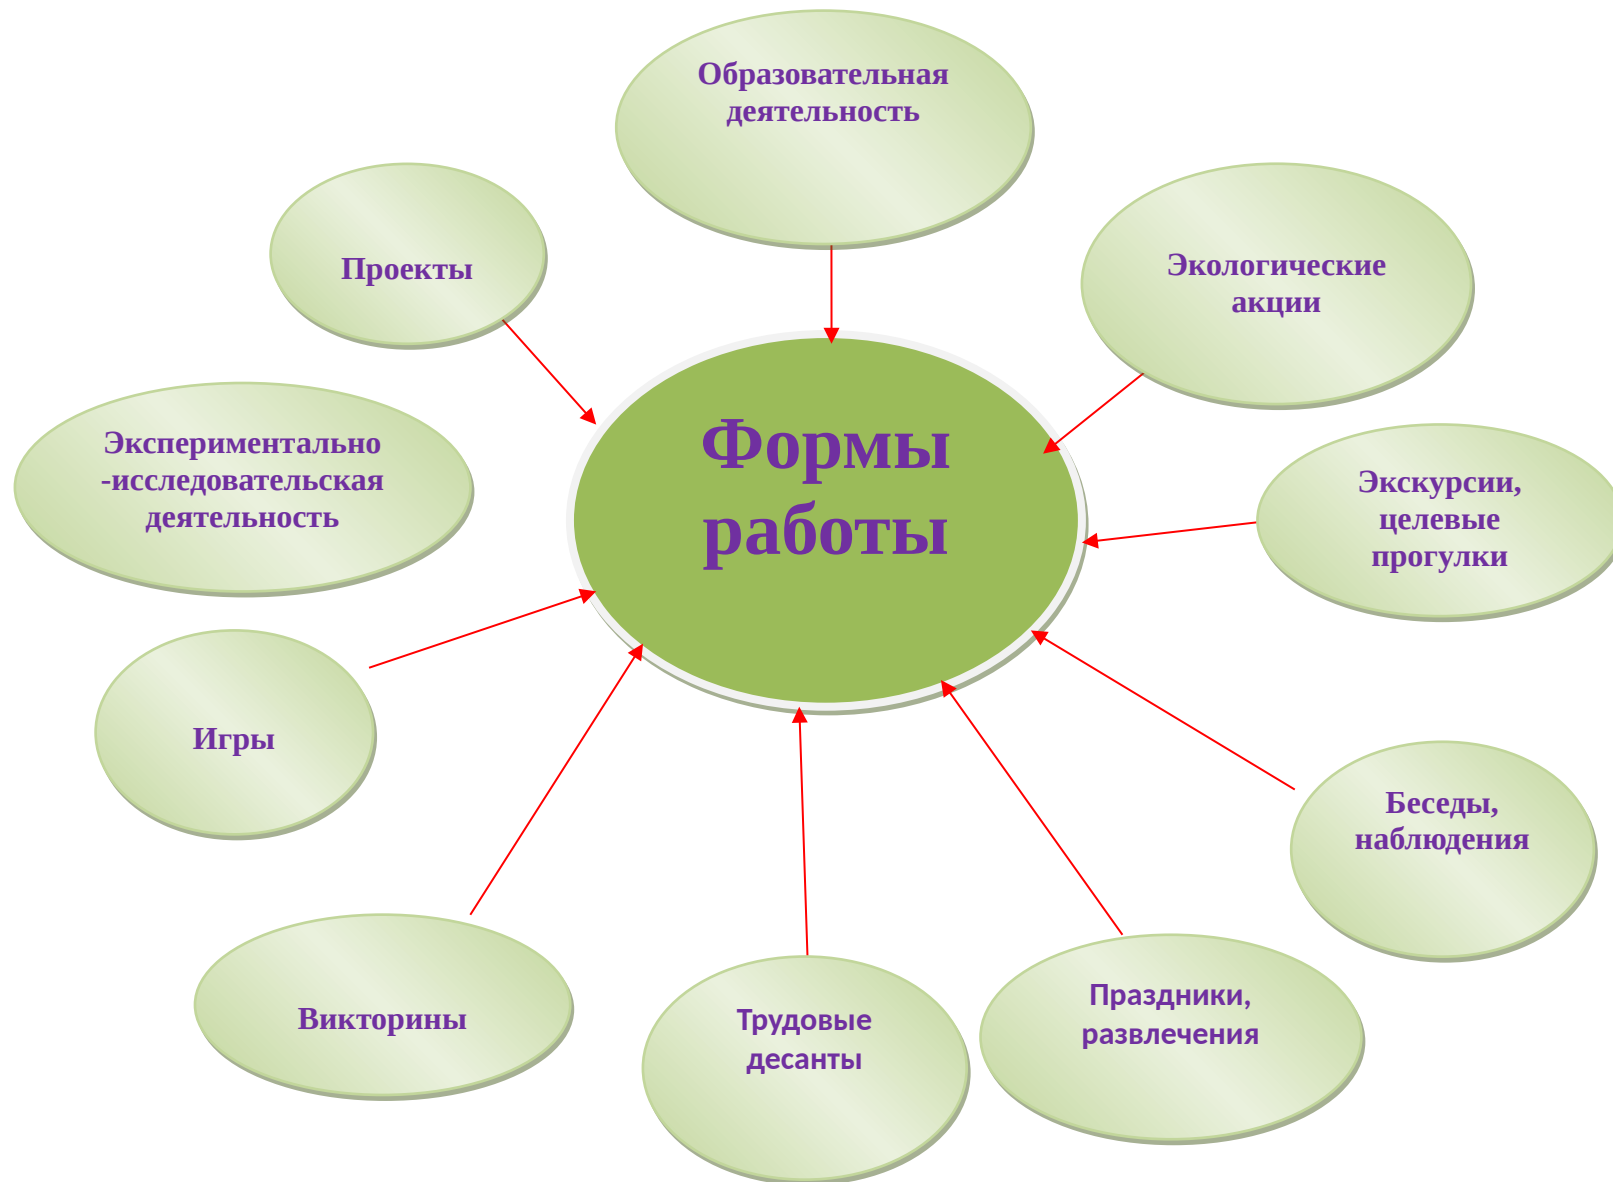 Образовательная
деятельность
Проекты
Экологические
акции
Формы
работы
Экспериментально
-исследовательская
деятельность
Экскурсии,
целевые
прогулки
Игры
Беседы,
наблюдения
Викторины
Трудовые
десанты
Праздники,
развлечения